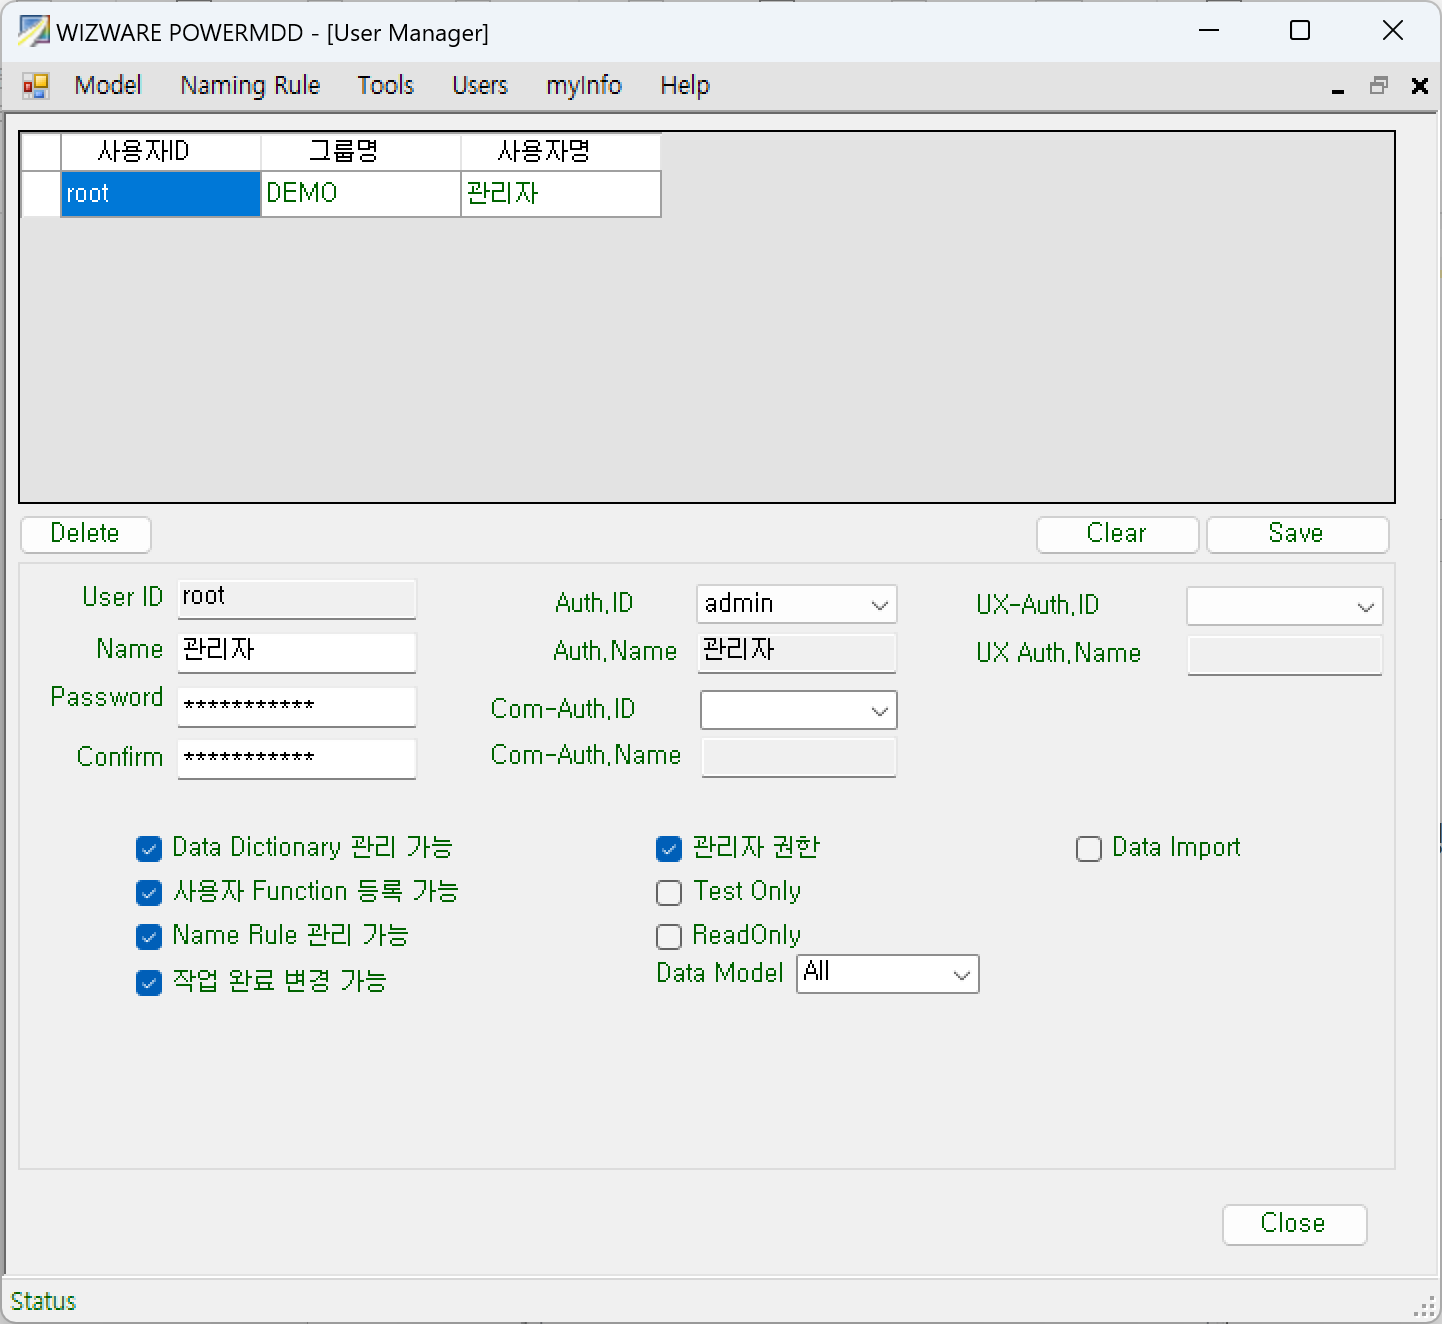 WIZWARE POWERMDD - [User Manager]
Model Naming Rule Tools Users myInfo Help
사용자ID 그룹명 사용자명
root DEMO 관리자
Delete Clear Save
User ID root Auth,ID admin UX-Auth,ID
Name 관리자 Auth,Name 관리자 UX Auth,Name
Password *********** Com-Auth,ID
Confirm *********** Com-Auth,Name
Data Dictionary 관리 가능 관리자 권한 Data Import
사용자 Function 등록 가능 Test Only
Name Rule 관리 가능 ReadOnly
작업 완료 변경 가능 Data Model All
Close
Status